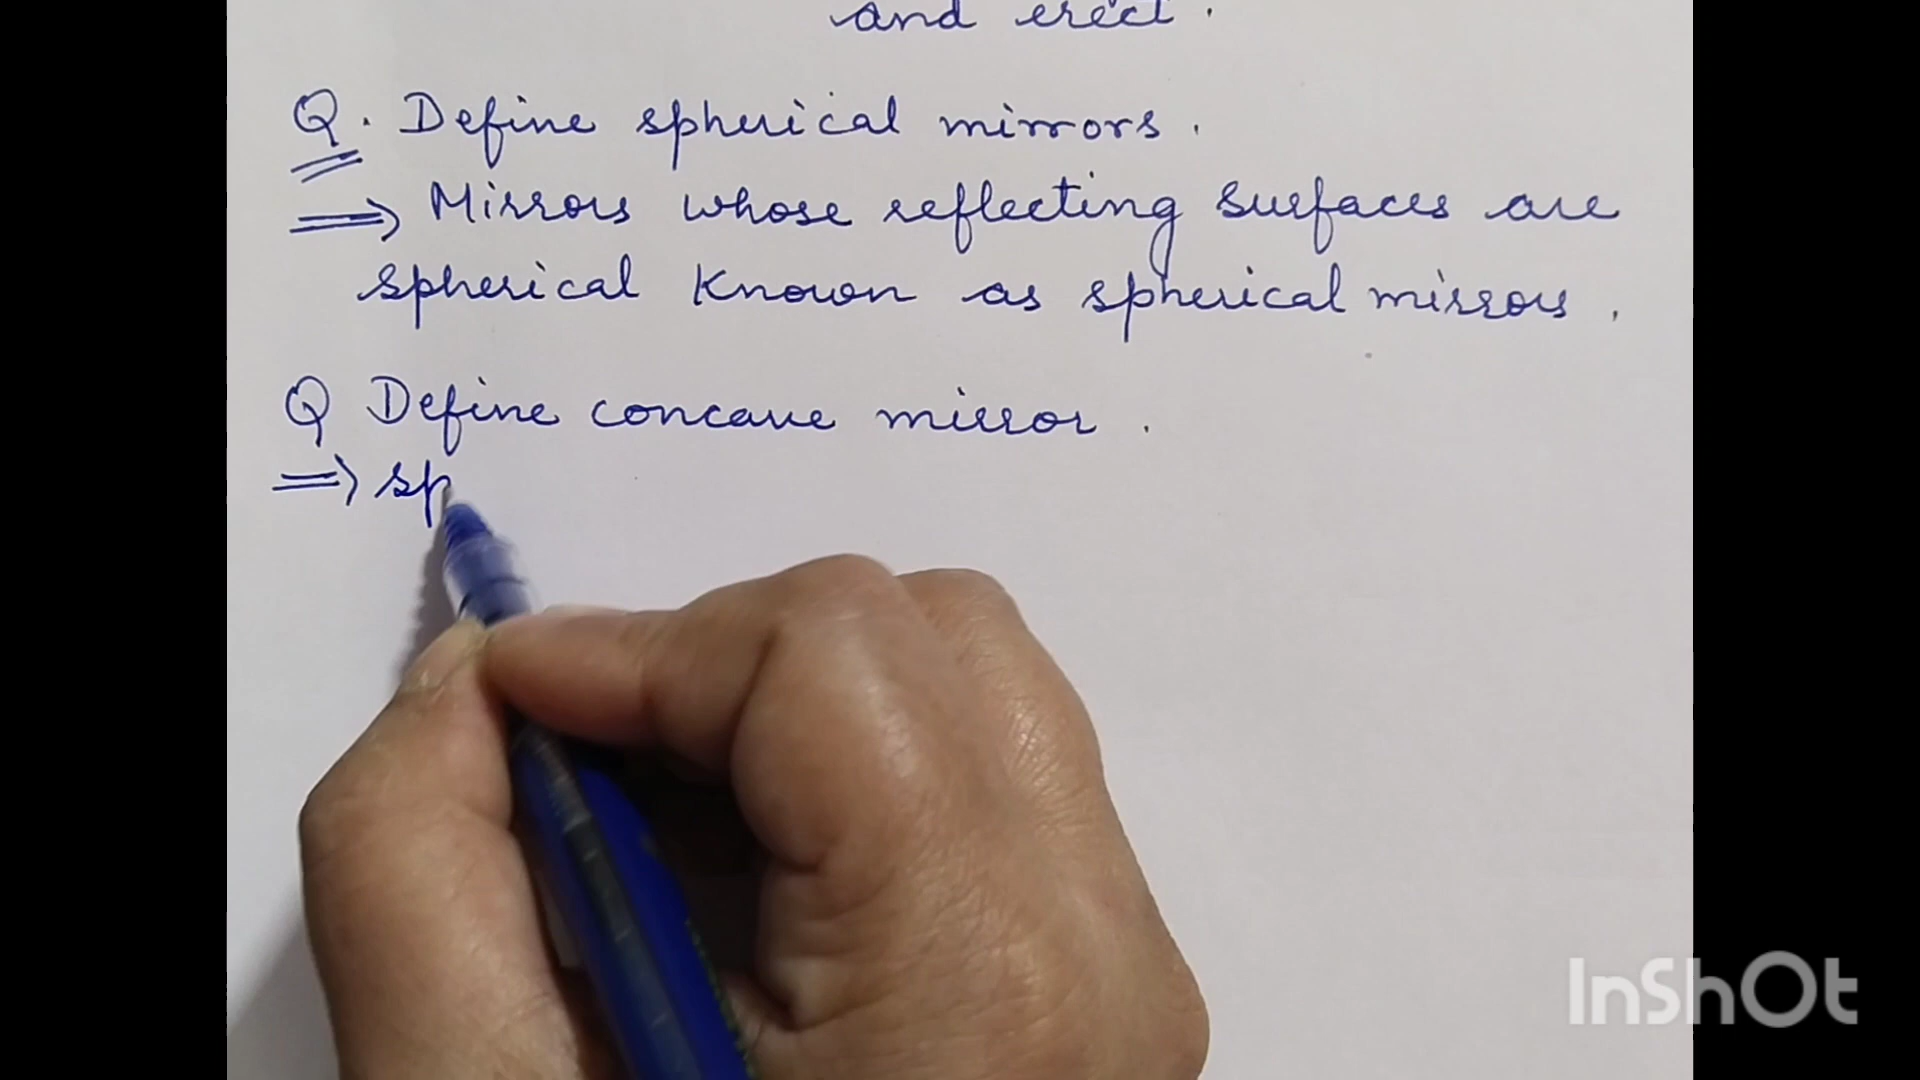 and erect.
Q. Define spherical mirrors.
⇒ Mirrors whose reflecting surfaces are
spherical known as spherical mirrors.
Q Define concave mirror.
⇒ sp
InShOt